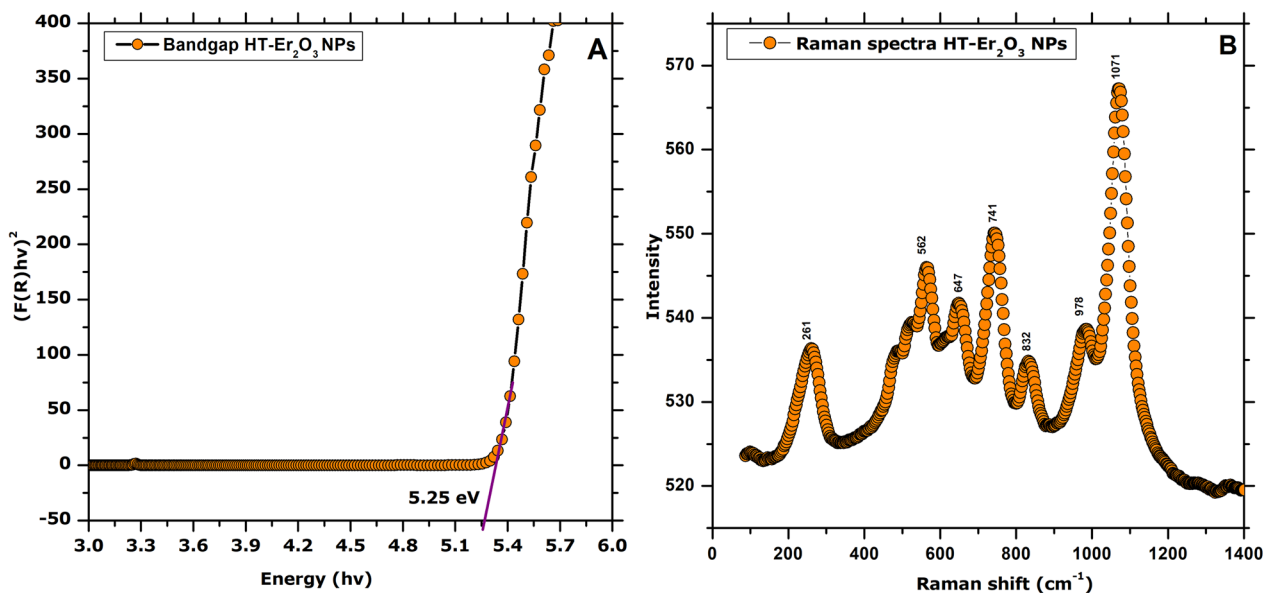 Bandgap HT-Er₂O₃ NPs
A
400
350
300
250
200
150
100
50
0
-50
(F(R)hv)²
5.25 eV
3.0 3.3 3.6 3.9 4.2 4.5 4.8 5.1 5.4 5.7 6.0
Energy (hv)
Raman spectra HT-Er₂O₃ NPs
B
570
560
550
540
530
520
Intensity
261
562
647
741
832
978
1071
0 200 400 600 800 1000 1200 1400
Raman shift (cm⁻¹)